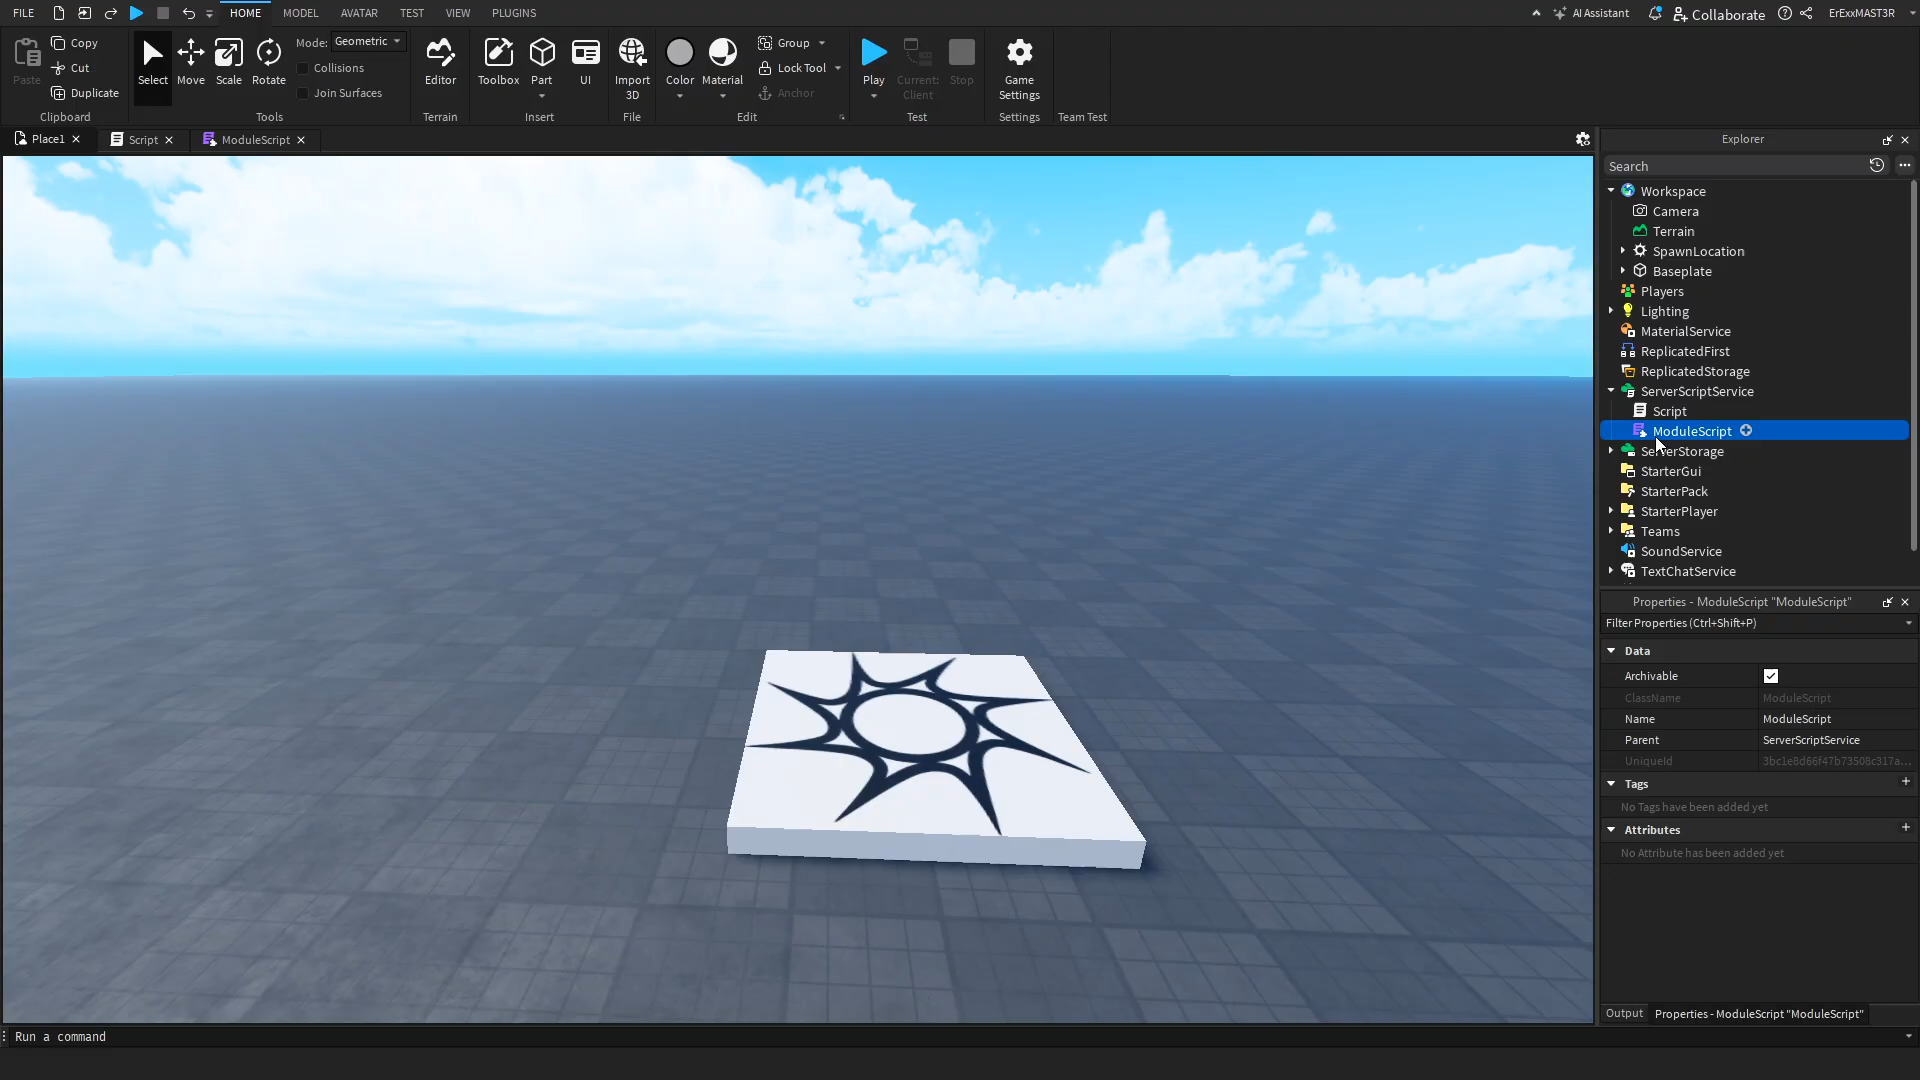 FILE HOME MODEL AVATAR TEST VIEW PLUGINS AI Assistant Collaborate ErExxMAST3R
Paste Copy Cut Duplicate Clipboard
Select Move Scale Rotate Mode: Geometric Collisions Join Surfaces Tools
Editor Terrain
Toolbox Part UI Insert
Import 3D File
Color Material Group Lock Tool Anchor Edit
Play Current: Client Stop Test
Game Settings Settings
Team Test
Place1 Script ModuleScript
Explorer
Search
Workspace
Camera
Terrain
SpawnLocation
Baseplate
Players
Lighting
MaterialService
ReplicatedFirst
ReplicatedStorage
ServerScriptService
Script
ModuleScript
ServerStorage
StarterGui
StarterPack
StarterPlayer
Teams
SoundService
TextChatService
Properties - ModuleScript "ModuleScript"
Filter Properties (Ctrl+Shift+P)
Data
Archivable
ClassName ModuleScript
Name ModuleScript
Parent ServerScriptService
UniqueId 3bc1e8d66f47b73508c317a...
Tags
No Tags have been added yet
Attributes
No Attribute has been added yet
Output Properties - ModuleScript "ModuleScript"
Run a command